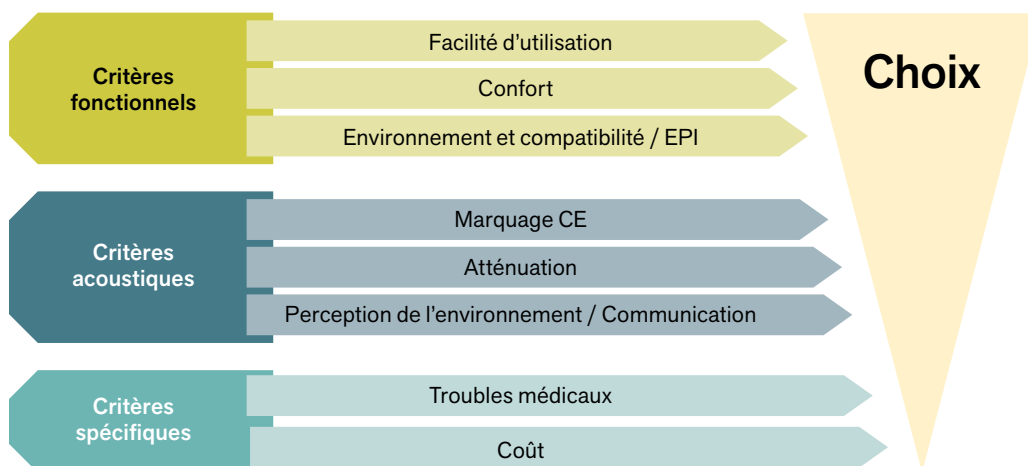 Critères
fonctionnels
Facilité d’utilisation
Confort
Environnement et compatibilité / EPI
Choix
Critères
acoustiques
Marquage CE
Atténuation
Perception de l’environnement / Communication
Critères
spécifiques
Troubles médicaux
Coût